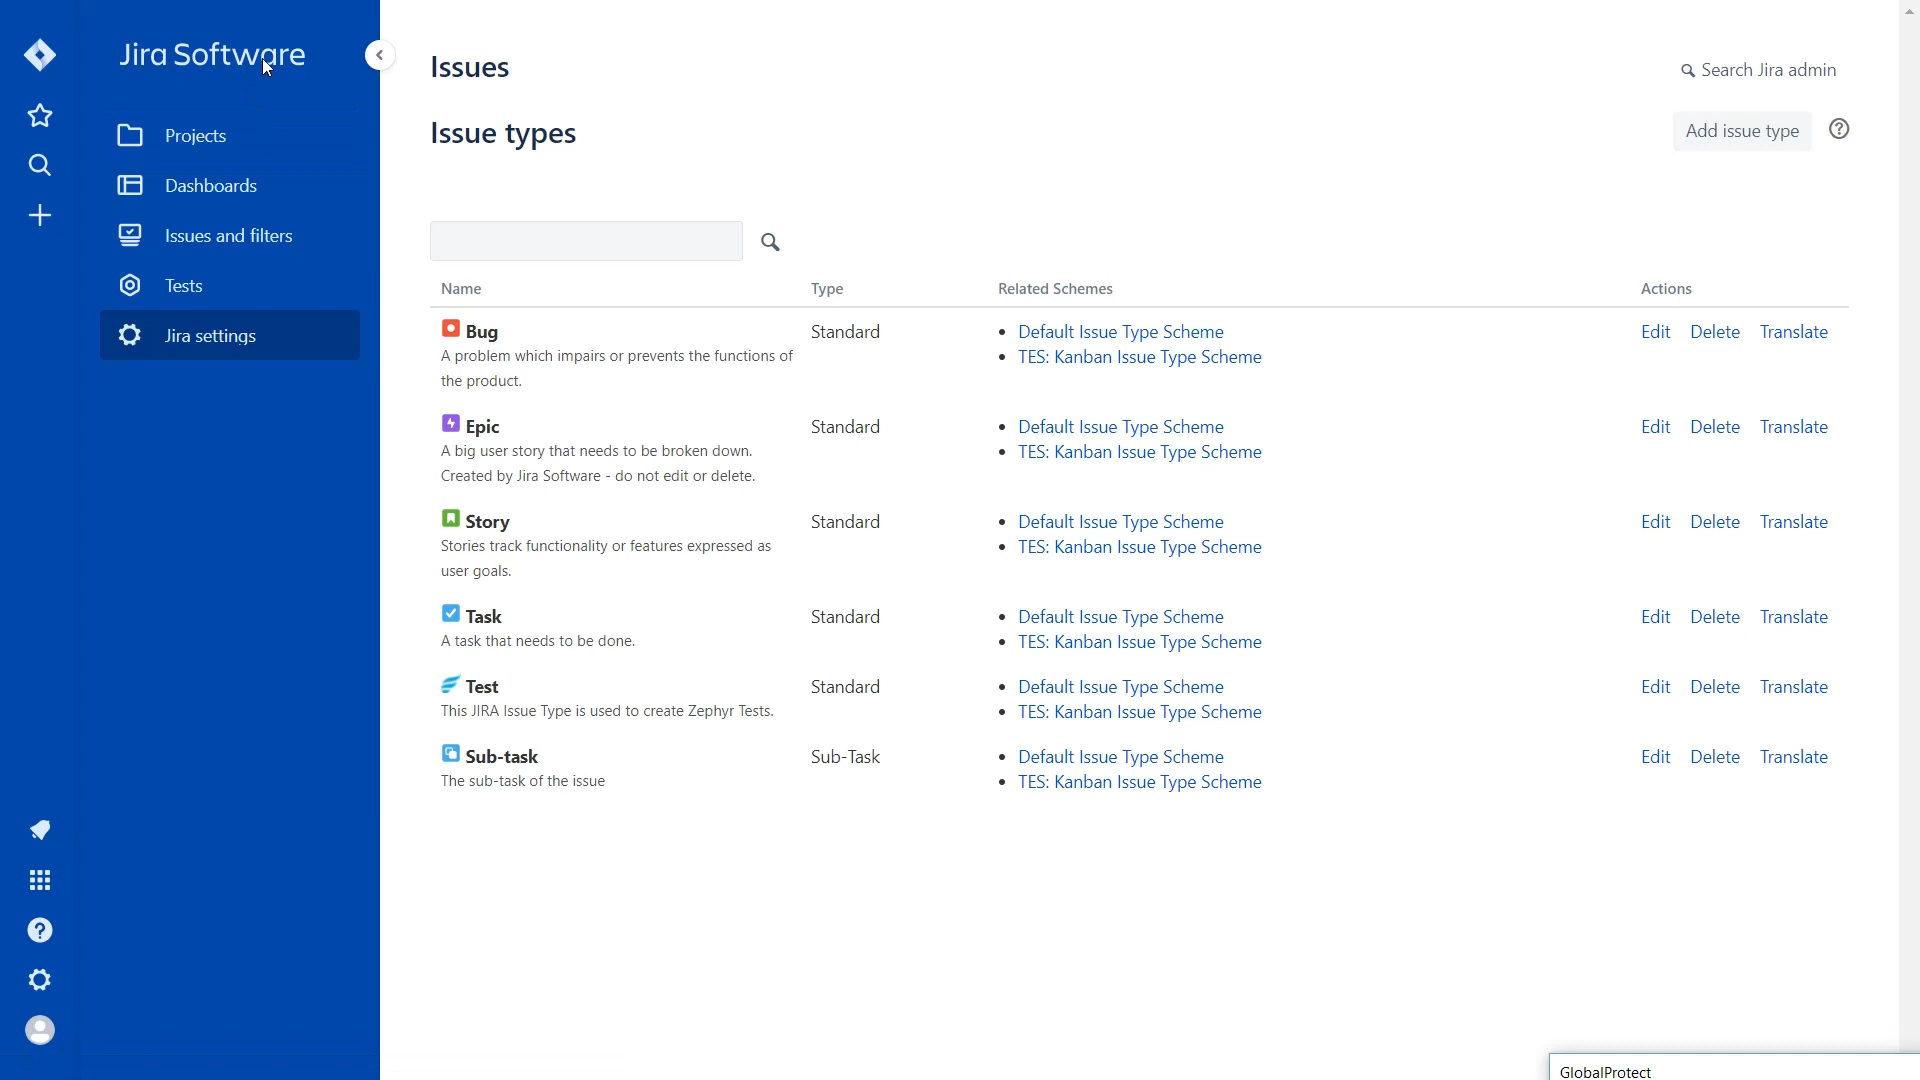 Jira Software
Projects
Dashboards
Issues and filters
Tests
Jira settings
Issues
Search Jira admin
Issue types
Add issue type
Name Type Related Schemes Actions
Bug Standard Default Issue Type Scheme Edit Delete Translate
A problem which impairs or prevents the functions of TES: Kanban Issue Type Scheme
the product.
Epic Standard Default Issue Type Scheme Edit Delete Translate
A big user story that needs to be broken down. TES: Kanban Issue Type Scheme
Created by Jira Software - do not edit or delete.
Story Standard Default Issue Type Scheme Edit Delete Translate
Stories track functionality or features expressed as TES: Kanban Issue Type Scheme
user goals.
Task Standard Default Issue Type Scheme Edit Delete Translate
A task that needs to be done. TES: Kanban Issue Type Scheme
Test Standard Default Issue Type Scheme Edit Delete Translate
This JIRA Issue Type is used to create Zephyr Tests. TES: Kanban Issue Type Scheme
Sub-task Sub-Task Default Issue Type Scheme Edit Delete Translate
The sub-task of the issue TES: Kanban Issue Type Scheme
GlobalProtect